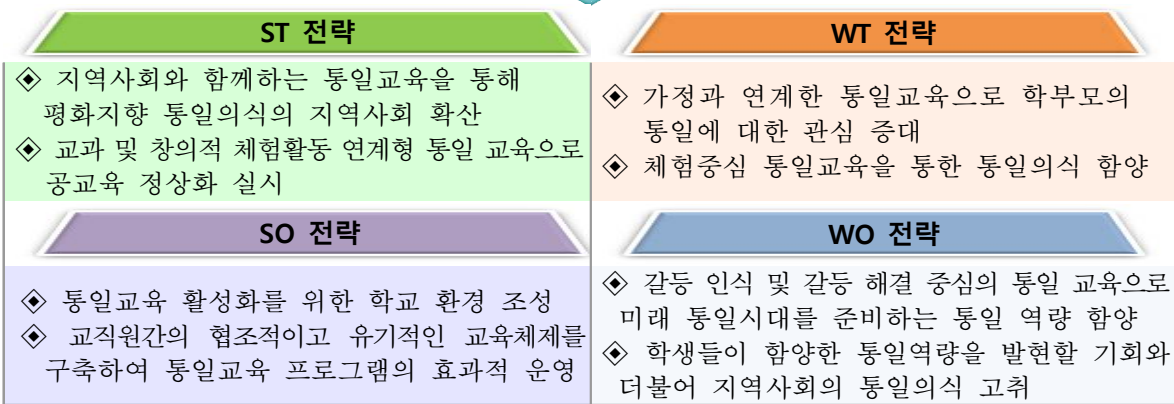 ST 전략
◈ 지역사회와 함께하는 통일교육을 통해
평화지향 통일의식의 지역사회 확산
◈ 교과 및 창의적 체험활동 연계형 통일 교육으로
공교육 정상화 실시
WT 전략
◈ 가정과 연계한 통일교육으로 학부모의
통일에 대한 관심 증대
◈ 체험중심 통일교육을 통한 통일의식 함양
SO 전략
◈ 통일교육 활성화를 위한 학교 환경 조성
◈ 교직원간의 협조적이고 유기적인 교육체제를
구축하여 통일교육 프로그램의 효과적 운영
WO 전략
◈ 갈등 인식 및 갈등 해결 중심의 통일 교육으로
미래 통일시대를 준비하는 통일 역량 함양
◈ 학생들이 함양한 통일역량을 발현할 기회와
더불어 지역사회의 통일의식 고취